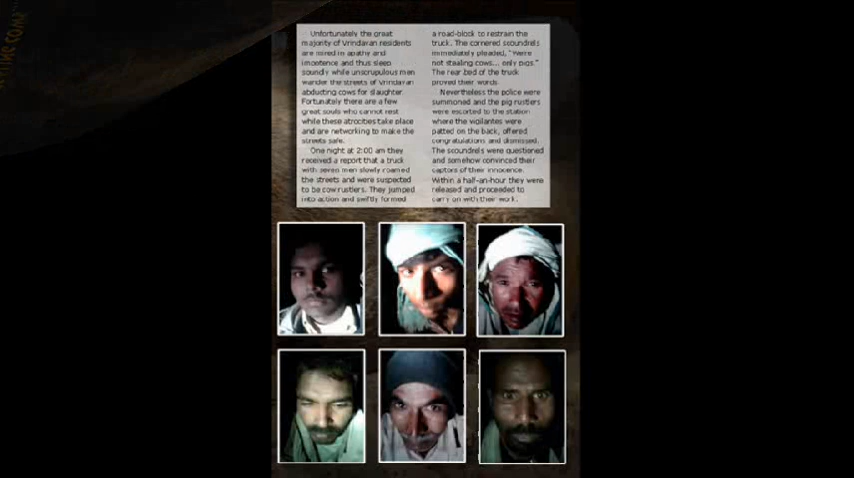 Unfortunately the great
majority of Vrindavan residents
are mired in apathy and
impotence and thus sleep
soundly while unscrupulous men
wander the streets of Vrindavan
abducting cows for slaughter.
Fortunately there are a few
great souls who cannot rest
while these atrocities take place
and are networking to make the
streets safe.
One night at 2:00 am they
received a report that a truck
with seven men slowly roamed
the streets and were suspected
to be cow rustlers. They jumped
into action and swiftly formed
a road-block to restrain the
truck. The cornered scoundrels
immediately pleaded, "We're
not stealing cows... only pigs."
The rear bed of the truck
proved their words.
Nevertheless the police were
summoned and the pig rustlers
were escorted to the station
where the vigilantes were
patted on the back, offered
congratulations and dismissed.
The scoundrels were questioned
and somehow convinced their
captors of their innocence.
Within a half-an-hour they were
released and proceeded to
carry on with their work.